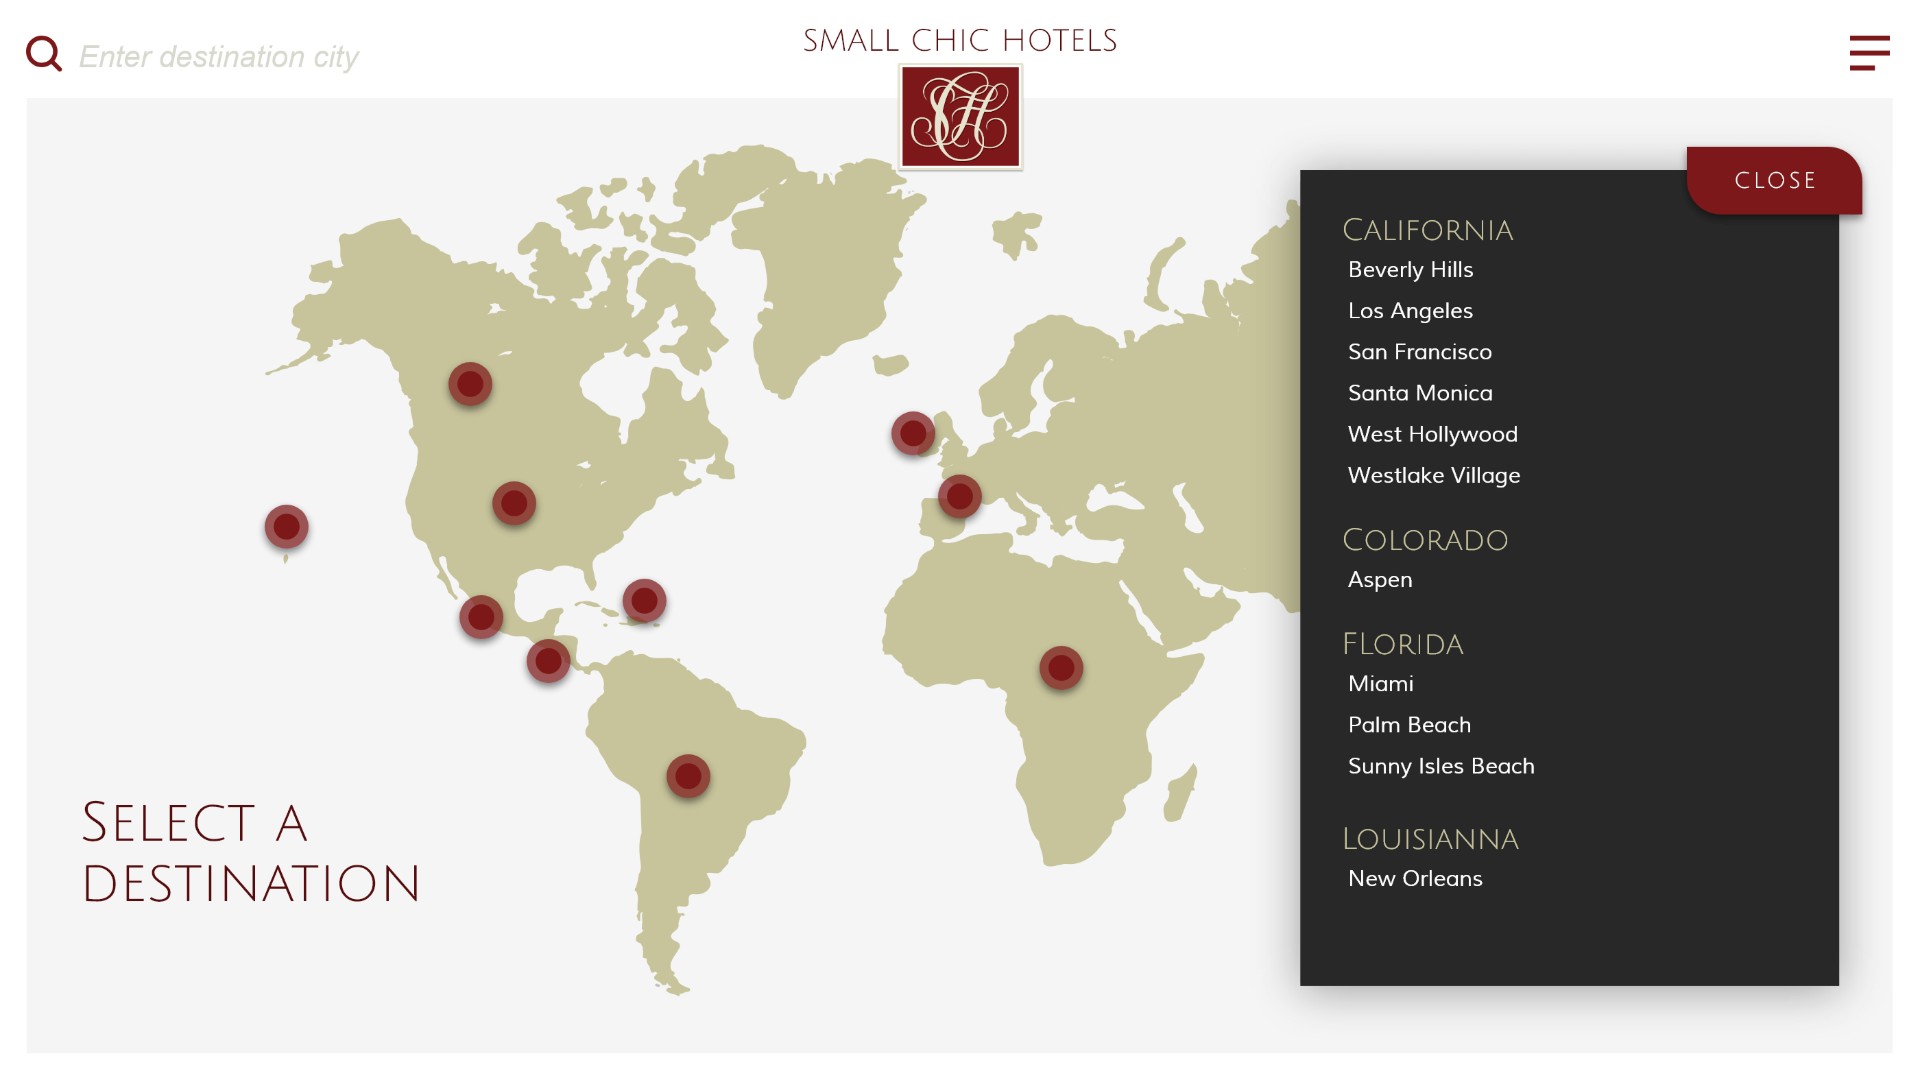 Enter destination city
SMALL CHIC HOTELS
SCH
CLOSE
CALIFORNIA
Beverly Hills
Los Angeles
San Francisco
Santa Monica
West Hollywood
Westlake Village
COLORADO
Aspen
FLORIDA
Miami
Palm Beach
Sunny Isles Beach
LOUISIANNA
New Orleans
SELECT A
DESTINATION